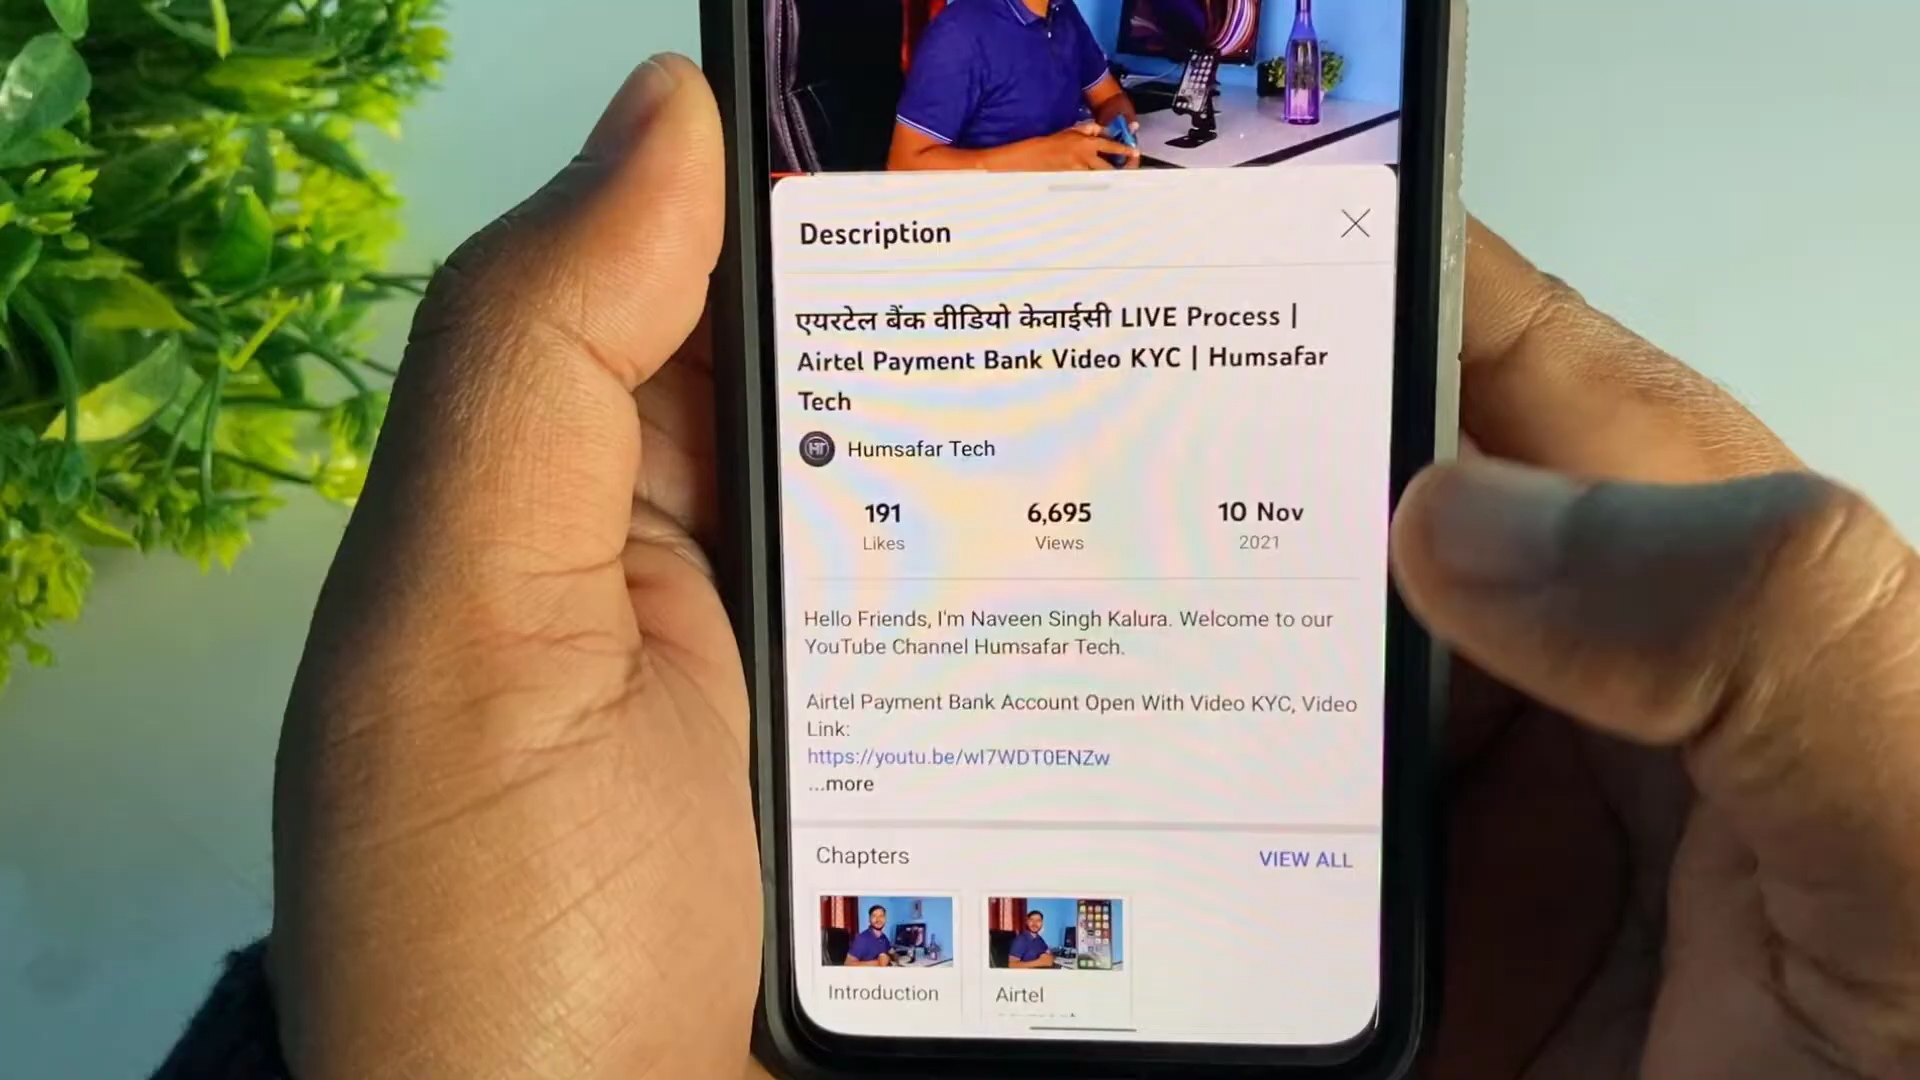 Description
एयरटेल बैंक वीडियो केवाईसी LIVE Process |
Airtel Payment Bank Video KYC | Humsafar
Tech
HT Humsafar Tech
191 6,695 10 Nov
Likes Views 2021
Hello Friends, I'm Naveen Singh Kalura. Welcome to our
YouTube Channel Humsafar Tech.
Airtel Payment Bank Account Open With Video KYC, Video
Link:
https://youtu.be/wI7WDT0ENZw
...more
Chapters VIEW ALL
Introduction Airtel